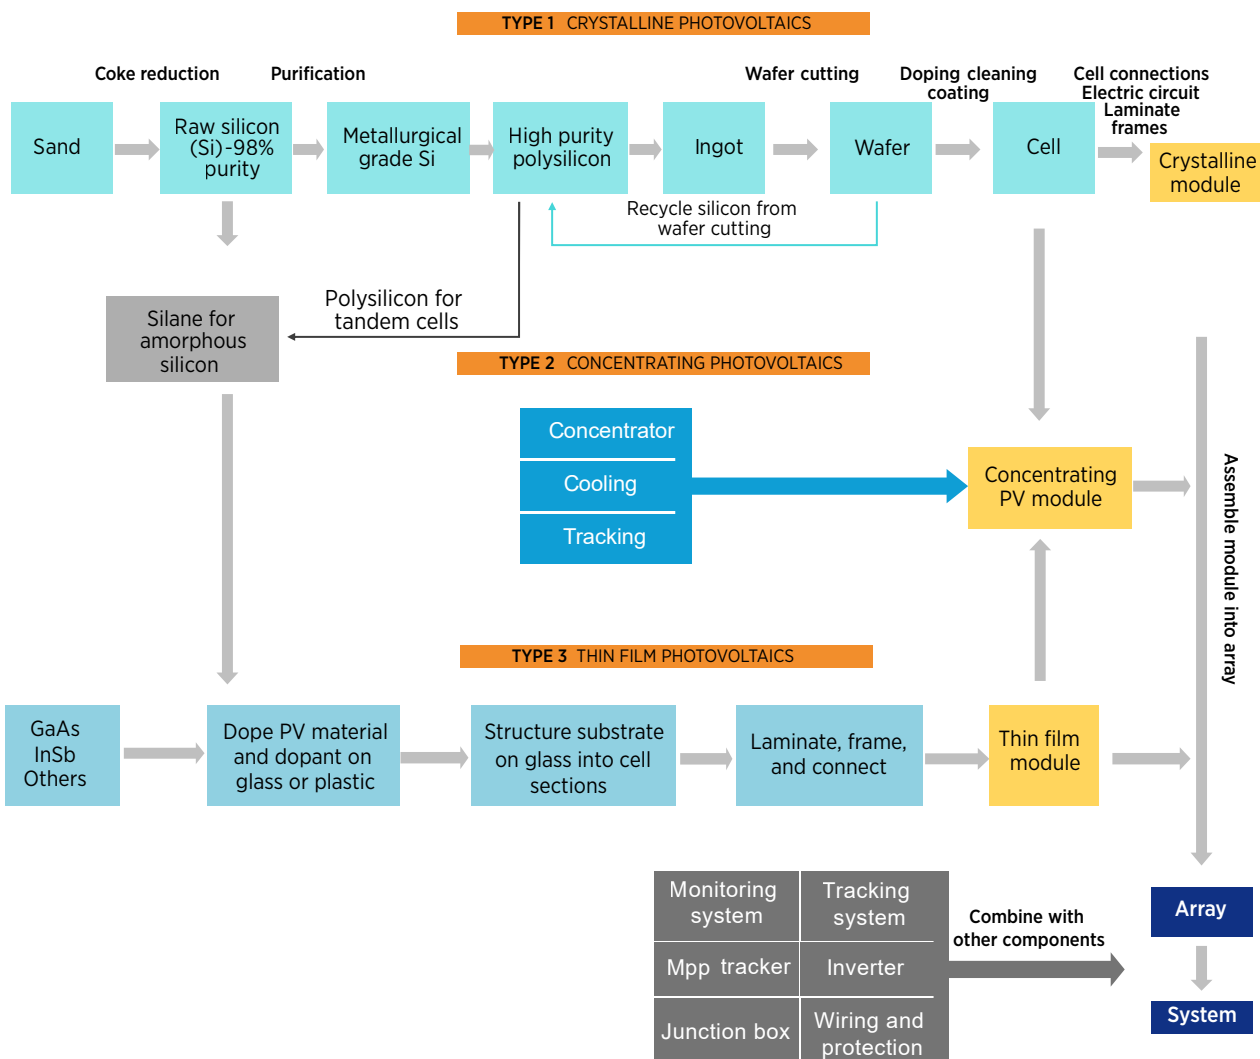 TYPE 1 CRYSTALLINE PHOTOVOLTAICS
Coke reduction
Purification
Wafer cutting
Doping cleaning
coating
Cell connections
Electric circuit
Laminate
frames
Sand
Raw silicon
(Si)-98%
purity
Metallurgical
grade Si
High purity
polysilicon
Ingot
Wafer
Cell
Crystalline
module
Recycle silicon from
wafer cutting
Silane for
amorphous
silicon
Polysilicon for
tandem cells
TYPE 2 CONCENTRATING PHOTOVOLTAICS
Concentrator
Cooling
Tracking
Concentrating
PV module
Assemble module into array
TYPE 3 THIN FILM PHOTOVOLTAICS
GaAs
InSb
Others
Dope PV material
and dopant on
glass or plastic
Structure substrate
on glass into cell
sections
Laminate, frame,
and connect
Thin film
module
Monitoring
system
Tracking
system
Mpp tracker
Inverter
Junction box
Wiring and
protection
Combine with
other components
Array
System